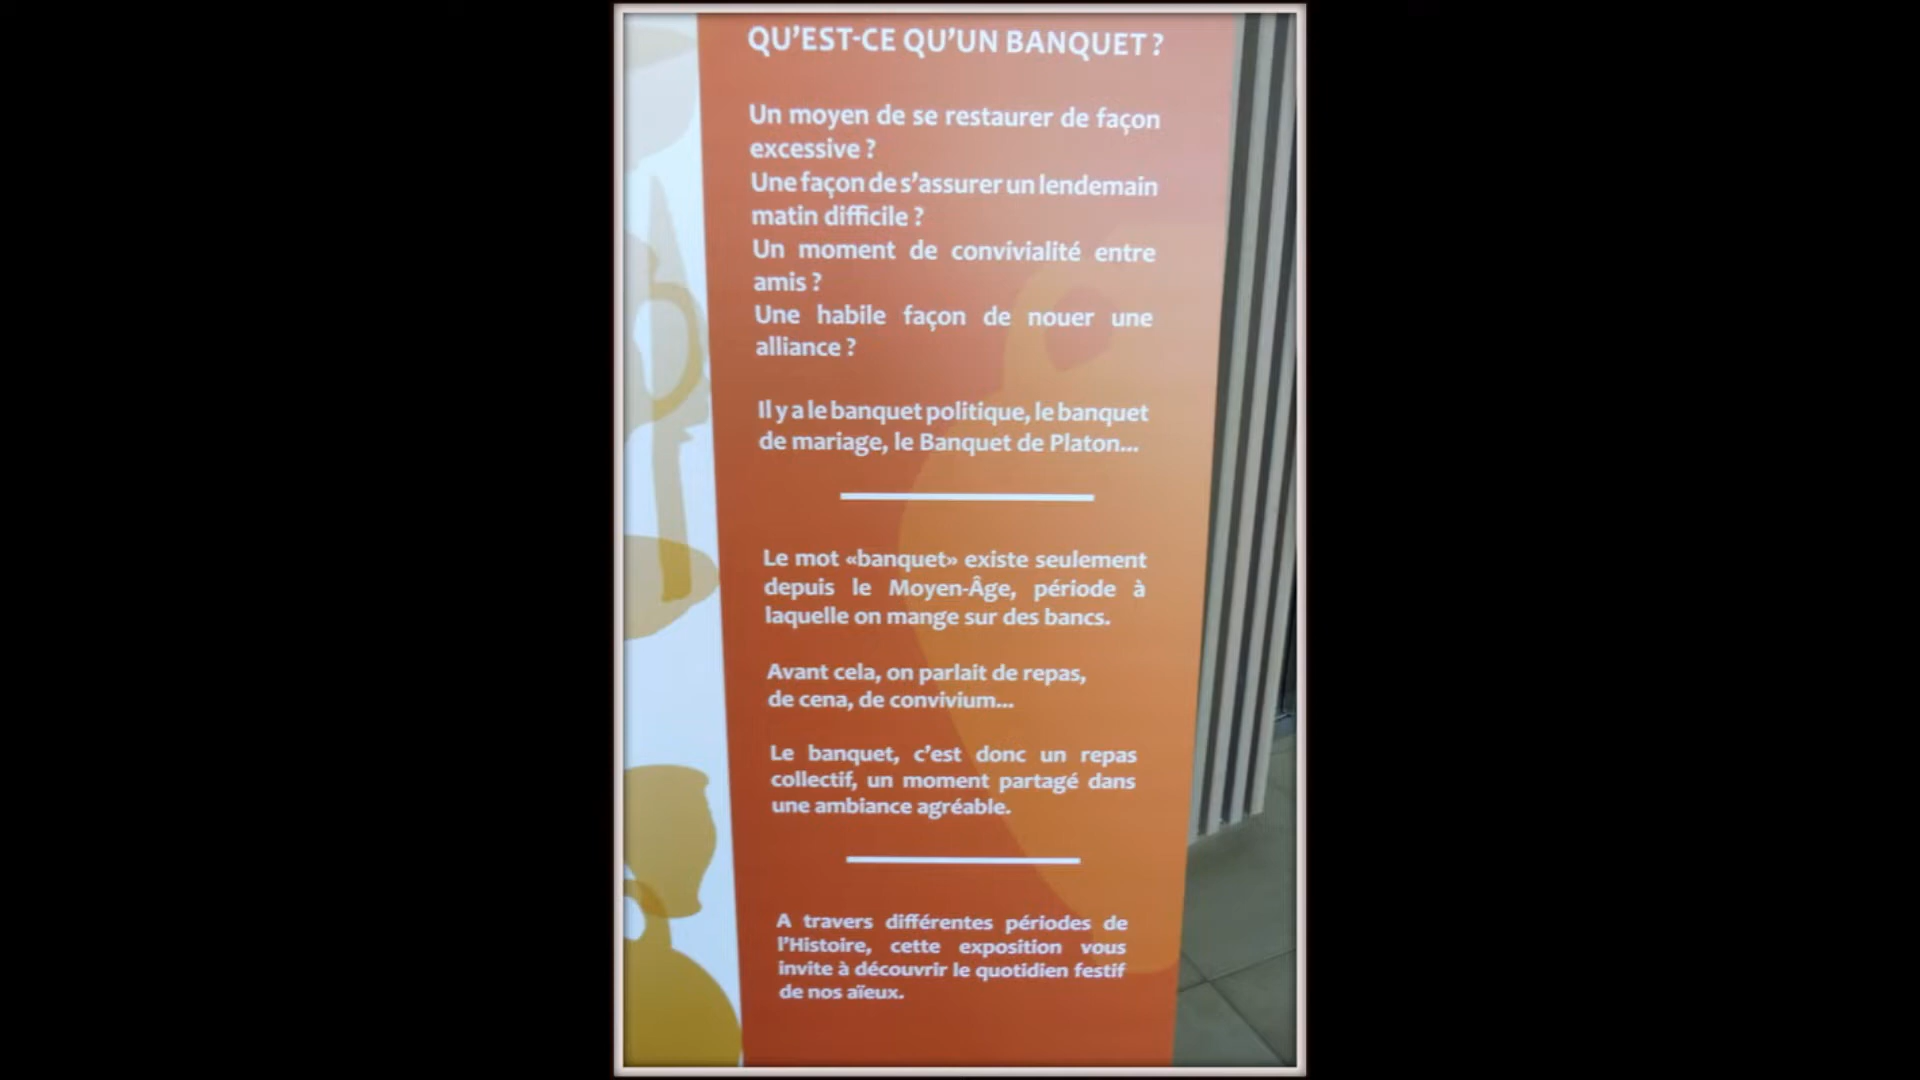 QU'EST-CE QU'UN BANQUET ?
Un moyen de se restaurer de façon
excessive ?
Une façon de s'assurer un lendemain
matin difficile ?
Un moment de convivialité entre
amis ?
Une habile façon de nouer une
alliance ?
Il y a le banquet politique, le banquet
de mariage, le Banquet de Platon...
Le mot «banquet» existe seulement
depuis le Moyen-Âge, période à
laquelle on mange sur des bancs.
Avant cela, on parlait de repas,
de cena, de convivium...
Le banquet, c'est donc un repas
collectif, un moment partagé dans
une ambiance agréable.
A travers différentes périodes de
l'Histoire, cette exposition vous
invite à découvrir le quotidien festif
de nos aïeux.